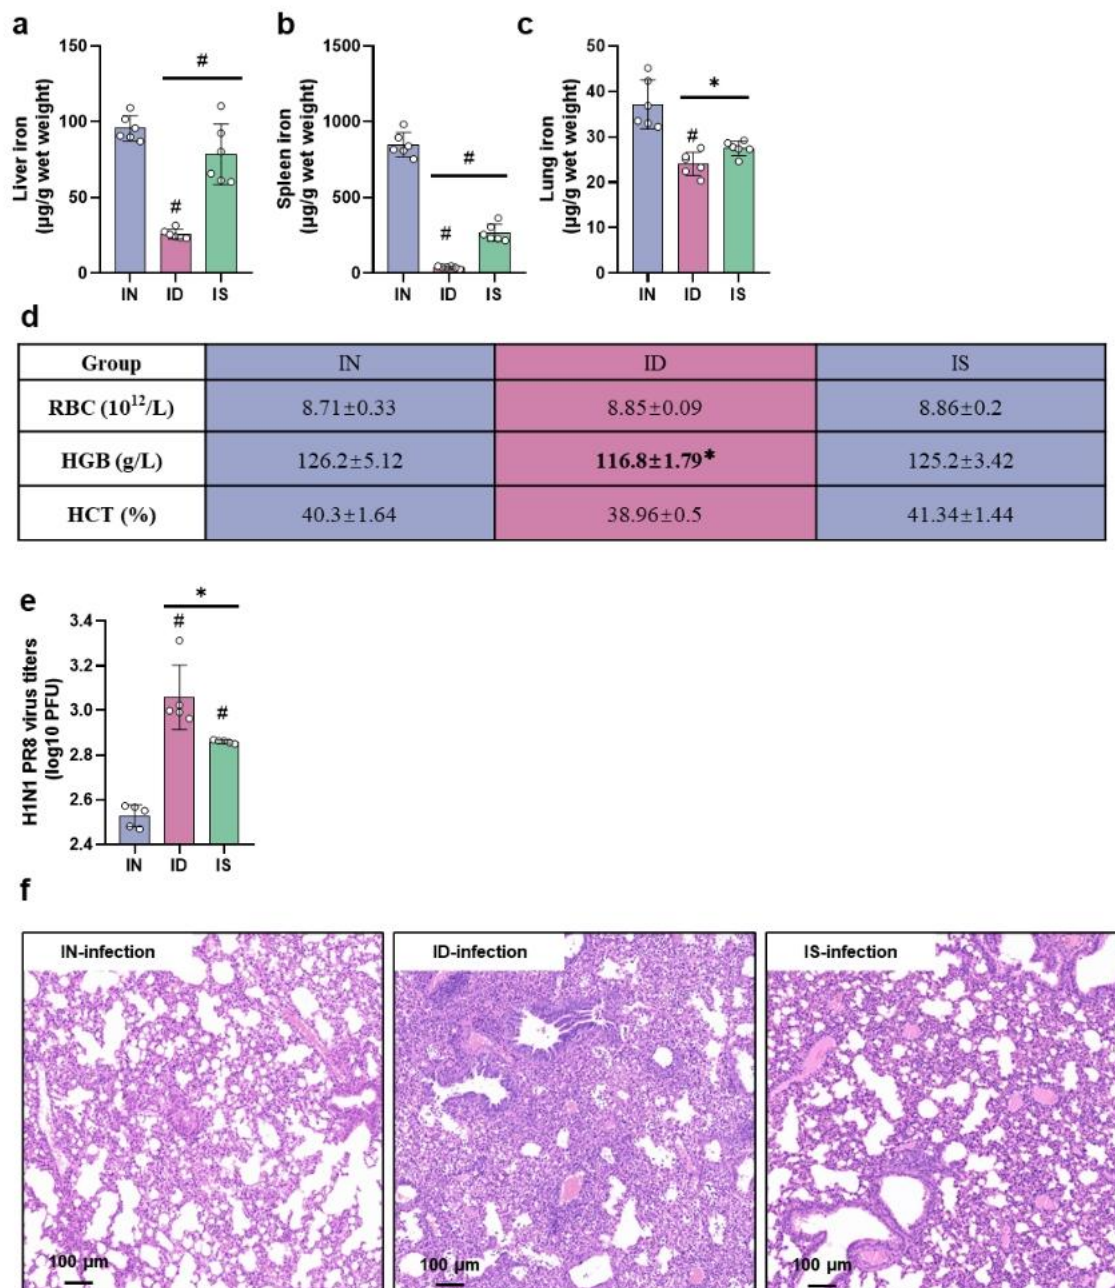 a
Liver iron
(µg/g wet weight)
150
100
50
0
#
#
IN ID IS
b
Spleen iron
(µg/g wet weight)
1500
1000
500
0
#
#
IN ID IS
c
Lung iron
(µg/g wet weight)
50
40
30
20
10
0
*
#
IN ID IS
d
Group IN ID IS
RBC (10¹²/L) 8.71±0.33 8.85±0.09 8.86±0.2
HGB (g/L) 126.2±5.12 116.8±1.79* 125.2±3.42
HCT (%) 40.3±1.64 38.96±0.5 41.34±1.44
e
H1N1 PR8 virus titers
(log10 PFU)
3.4
3.2
3.0
2.8
2.6
2.4
*
#
#
IN ID IS
f
IN-infection
100 µm
ID-infection
100 µm
IS-infection
100 µm